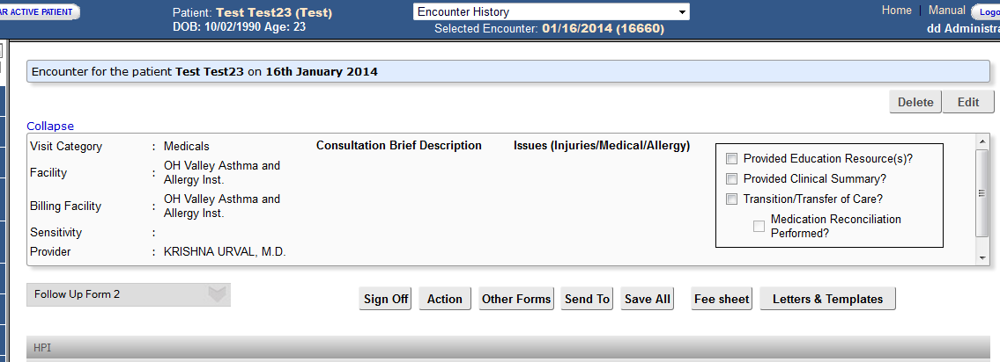 AR ACTIVE PATIENT
Patient: Test Test23 (Test)
DOB: 10/02/1990 Age: 23
Encounter History
Selected Encounter: 01/16/2014 (16660)
Home | Manual
Logo
dd Administra
Encounter for the patient Test Test23 on 16th January 2014
Delete
Edit
Collapse
Visit Category : Medicals
Facility : OH Valley Asthma and
Allergy Inst.
Billing Facility : OH Valley Asthma and
Allergy Inst.
Sensitivity :
Provider : KRISHNA URVAL, M.D.
Consultation Brief Description
Issues (Injuries/Medical/Allergy)
Provided Education Resource(s)?
Provided Clinical Summary?
Transition/Transfer of Care?
Medication Reconciliation
Performed?
Follow Up Form 2
Sign Off
Action
Other Forms
Send To
Save All
Fee sheet
Letters & Templates
HPI